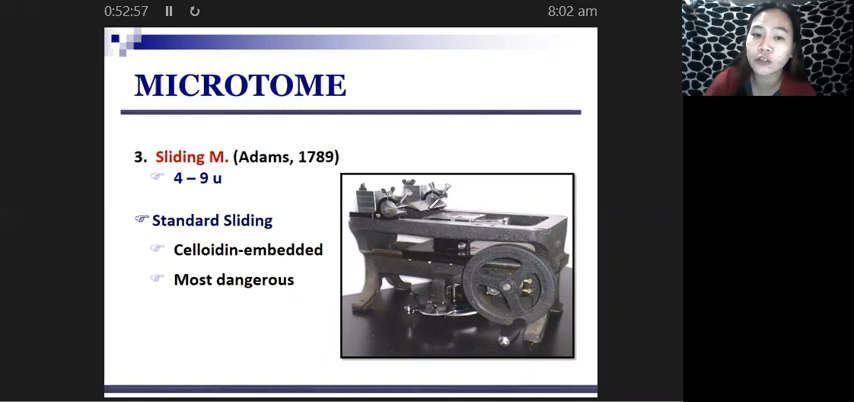 0:52:57
8:02 am
MICROTOME
3. Sliding M. (Adams, 1789)
4 – 9 u
Standard Sliding
Celloidin-embedded
Most dangerous